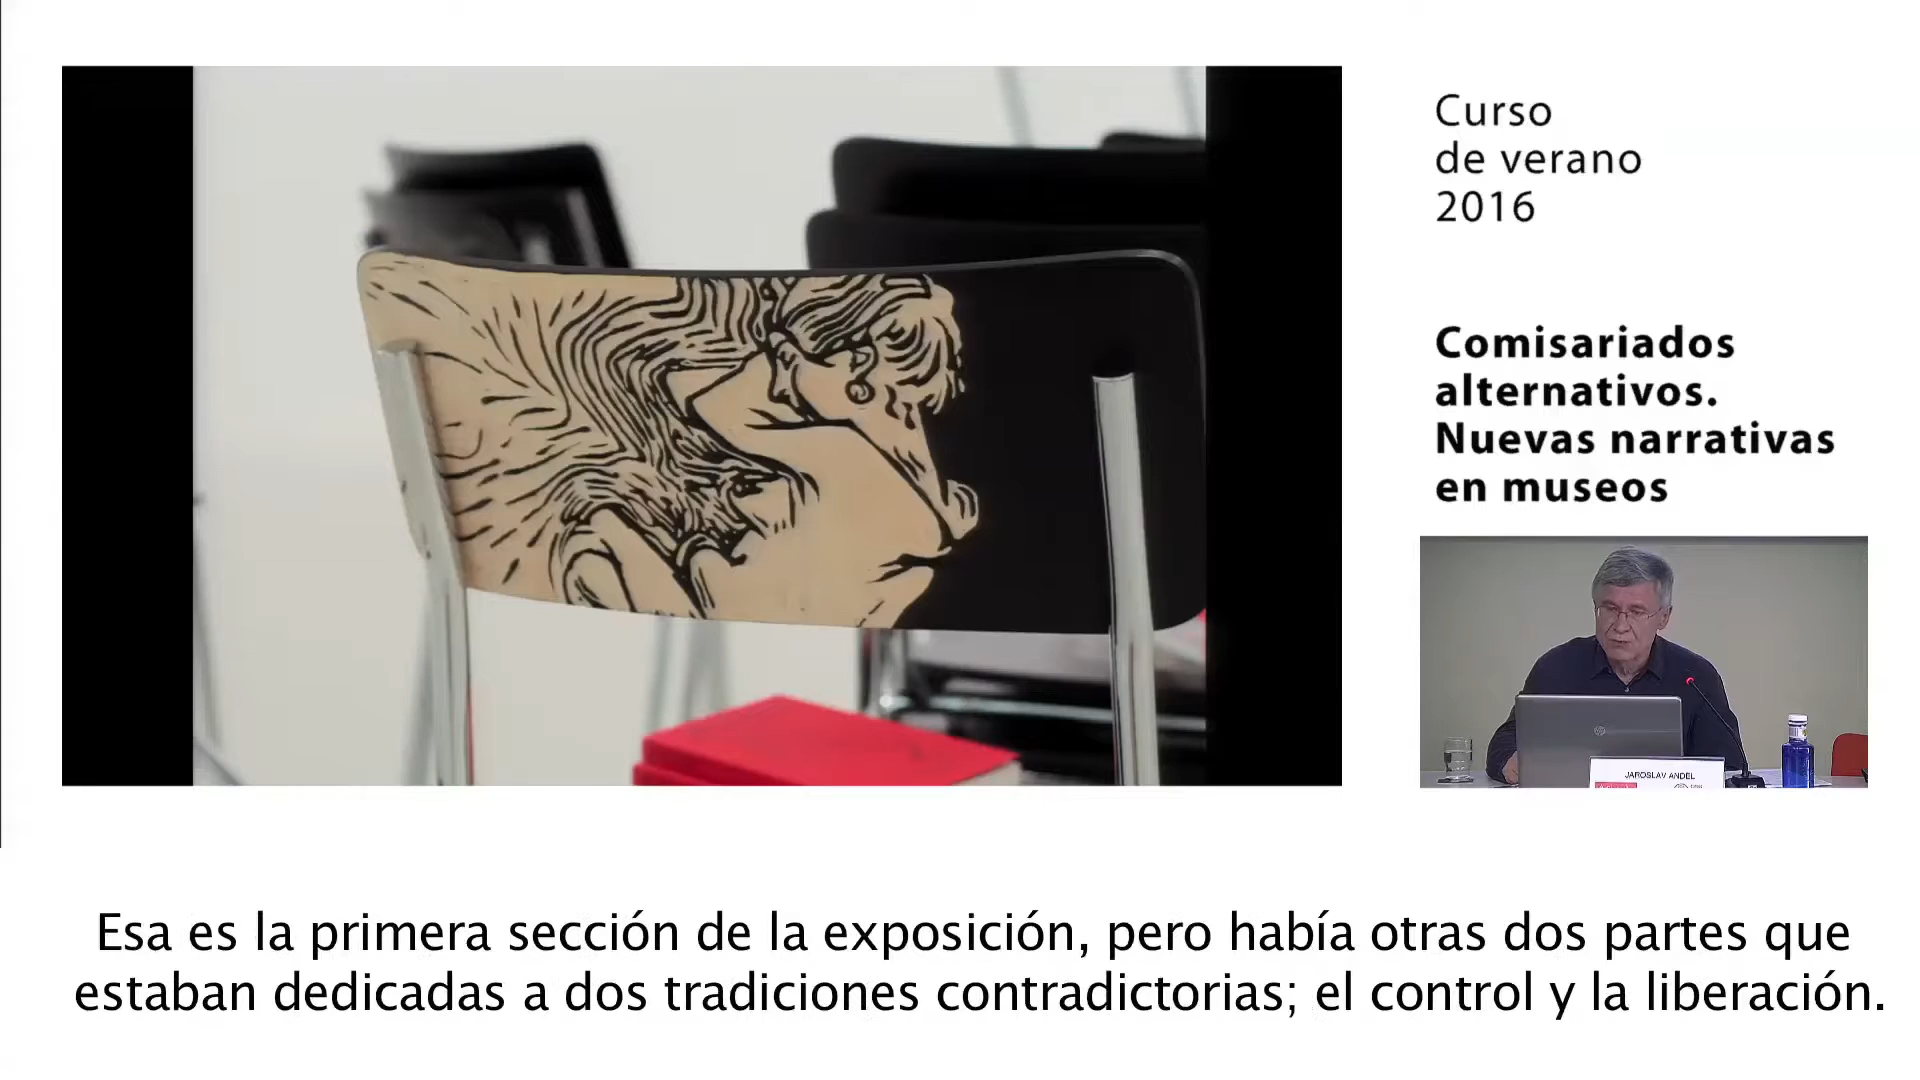 Curso
de verano
2016
Comisariados
alternativos.
Nuevas narrativas
en museos
JAROSLAV ANDEL
Esa es la primera sección de la exposición, pero había otras dos partes que
estaban dedicadas a dos tradiciones contradictorias; el control y la liberación.